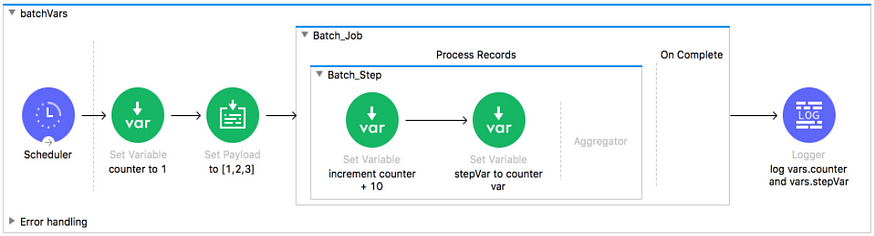 batchVars
Batch_Job
Process Records
On Complete
Batch_Step
var
var
var
LOG
Scheduler
Set Variable
counter to 1
Set Payload
to [1,2,3]
Set Variable
increment counter
+ 10
Set Variable
stepVar to counter
var
Aggregator
Logger
log vars.counter
and vars.stepVar
Error handling